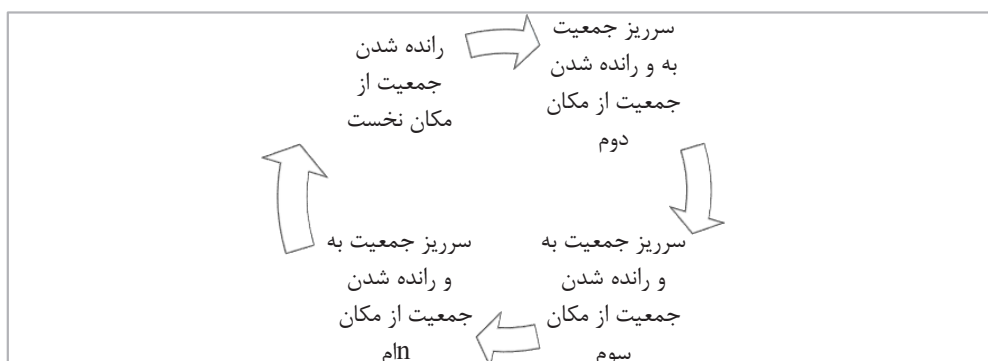 رانده شدن
جمعیت از
مکان نخست
سرریز جمعیت
به و رانده شدن
جمعیت از مکان
دوم
سرریز جمعیت به
و رانده شدن
جمعیت از مکان
سوم
سرریز جمعیت به
و رانده شدن
جمعیت از مکان
nام